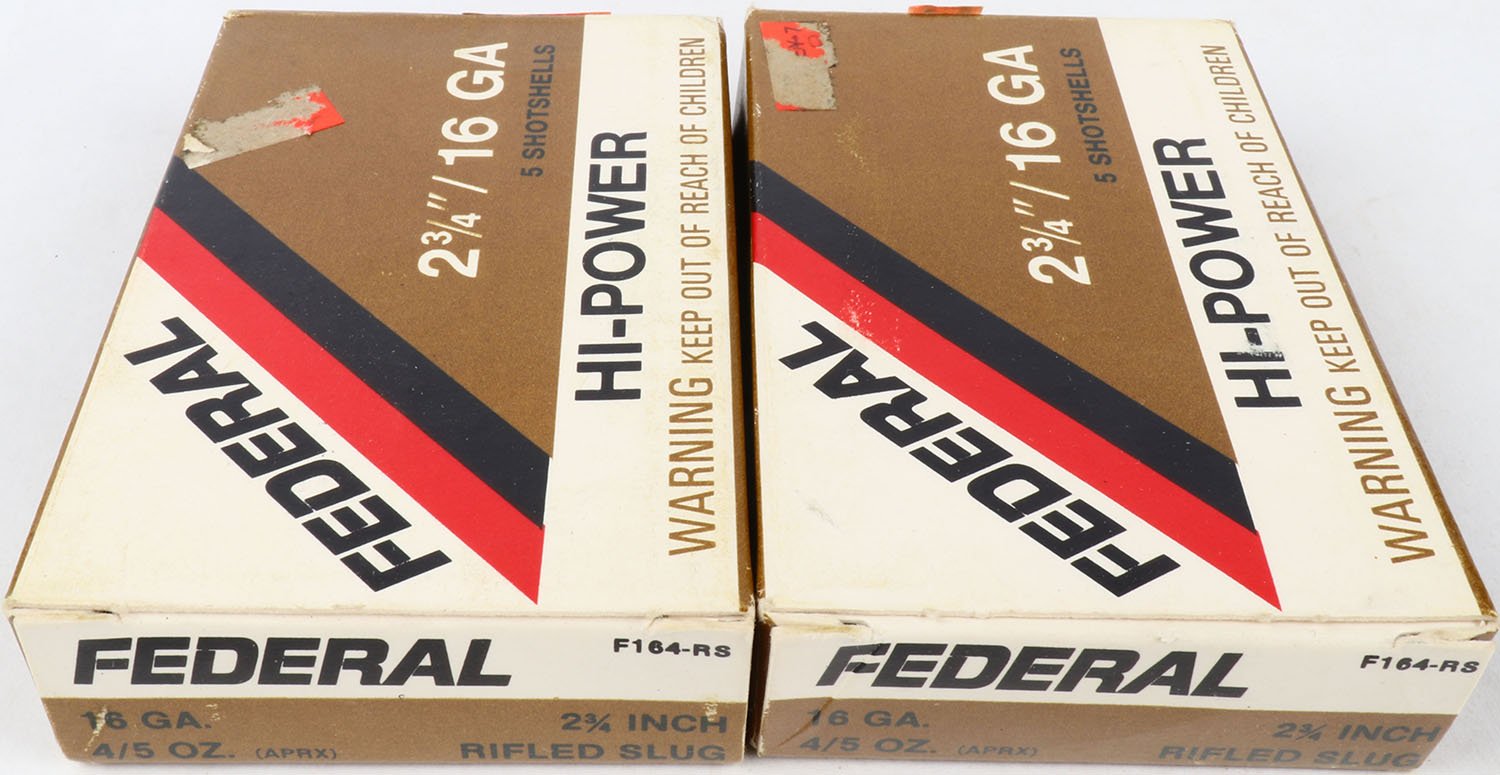 2¾"/16 GA
5 SHOTSHELLS
HI-POWER
WARNING KEEP OUT OF REACH OF CHILDREN
FEDERAL
FEDERAL
F164-RS
16 GA.
2¾ INCH
4/5 OZ. (APRX)
RIFLED SLUG
2¾"/16 GA
5 SHOTSHELLS
HI-POWER
WARNING KEEP OUT OF REACH OF CHILDREN
FEDERAL
FEDERAL
F164-RS
16 GA.
2¾ INCH
4/5 OZ. (APRX)
RIFLED SLUG